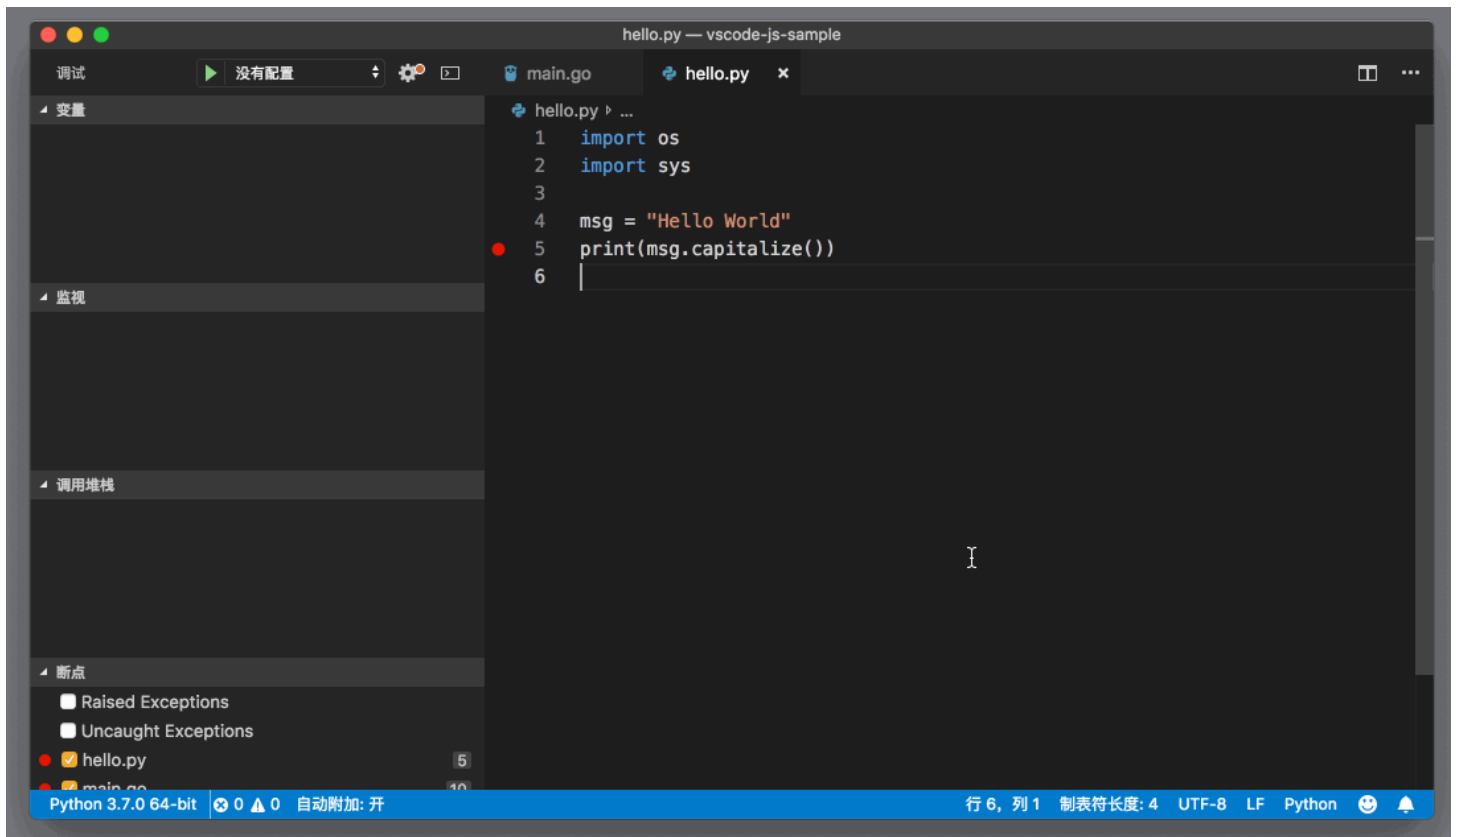 hello.py — vscode-js-sample
调试 没有配置 main.go hello.py
变量
hello.py ...
1 import os
2 import sys
3
4 msg = "Hello World"
5 print(msg.capitalize())
6
监视
调用堆栈
断点
Raised Exceptions
Uncaught Exceptions
hello.py 5
main.go 10
Python 3.7.0 64-bit 0 0 自动附加: 开 行 6，列 1 制表符长度: 4 UTF-8 LF Python